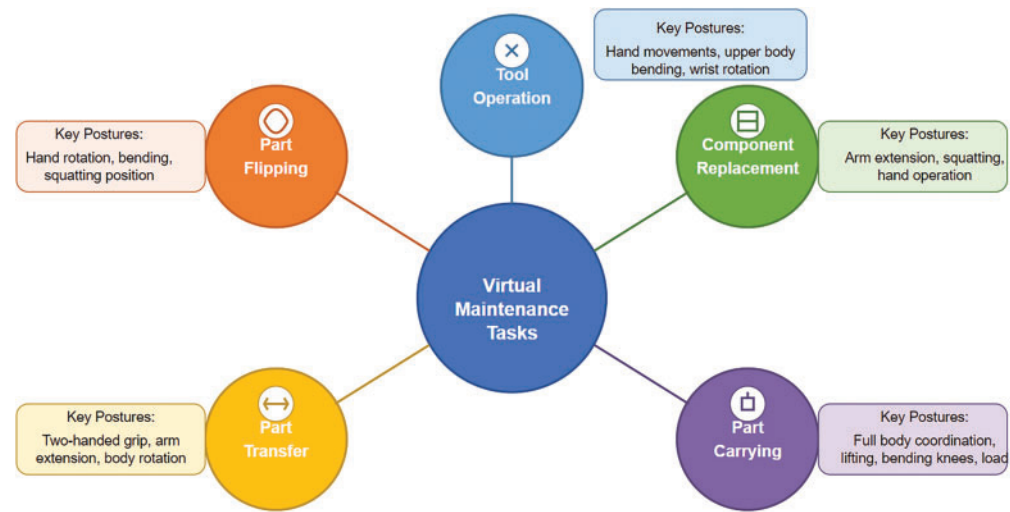 Key Postures:
Hand movements, upper body
bending, wrist rotation
Tool
Operation
Key Postures:
Hand rotation, bending,
squatting position
Part
Flipping
Component
Replacement
Key Postures:
Arm extension, squatting,
hand operation
Virtual
Maintenance
Tasks
Key Postures:
Two-handed grip, arm
extension, body rotation
Part
Transfer
Part
Carrying
Key Postures:
Full body coordination,
lifting, bending knees, load